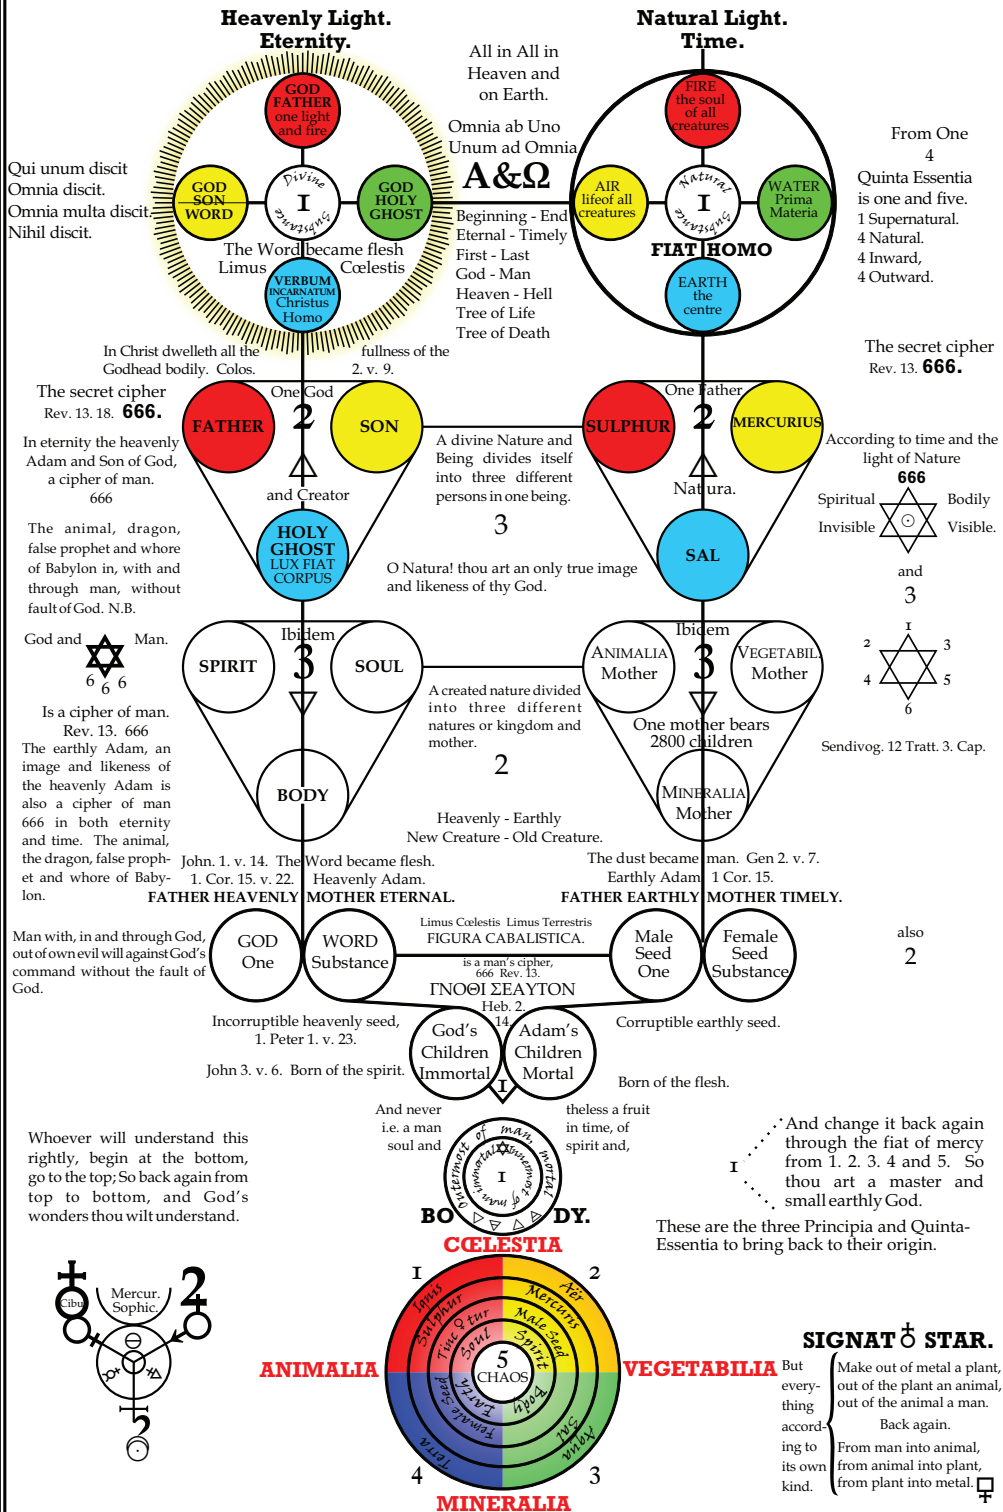 Heavenly Light.
Eternity.
Natural Light.
Time.
All in All in
Heaven and
on Earth.
Omnia ab Uno
Unum ad Omnia
Α&Ω
Beginning - End
Eternal - Timely
First - Last
God - Man
Heaven - Hell
Tree of Life
Tree of Death
Qui unum discit
Omnia discit.
Omnia multa discit.
Nihil discit.
GOD
FATHER
one light
and fire
GOD
SON
WORD
Divine
1
Substance
GOD
HOLY
GHOST
The Word became flesh
Limus Cœlestis
VERBUM
INCARNATUM
Christus
Homo
FIRE
the soul
of all
creatures
AIR
lifeof all
creatures
Natural
1
Substance
WATER
Prima
Materia
FIAT HOMO
EARTH
the
centre
From One
4
Quinta Essentia
is one and five.
1 Supernatural.
4 Natural.
4 Inward,
4 Outward.
In Christ dwelleth all the fullness of the
Godhead bodily. Colos. 2. v. 9.
The secret cipher
Rev. 13. 18. 666.
In eternity the heavenly
Adam and Son of God,
a cipher of man.
666
The animal, dragon,
false prophet and whore
of Babylon in, with and
through man, without
fault of God. N.B.
One God
2
FATHER
SON
and Creator
HOLY
GHOST
LUX FIAT
CORPUS
A divine Nature and
Being divides itself
into three different
persons in one being.
3
O Natura! thou art an only true image
and likeness of thy God.
One Father
2
SULPHUR
MERCURIUS
Natura.
SAL
The secret cipher
Rev. 13. 666.
According to time and the
light of Nature
666
Spiritual Bodily
Invisible Visible.
and
3
1
2 3
4 5
6
Sendivog. 12 Tratt. 3. Cap.
God and Man.
6 6 6
Is a cipher of man.
Rev. 13. 666
The earthly Adam, an
image and likeness of
the heavenly Adam is
also a cipher of man
666 in both eternity
and time. The animal,
the dragon, false proph-
et and whore of Baby-
lon.
Ibidem
3
SPIRIT
SOUL
BODY
A created nature divided
into three different
natures or kingdom and
mother.
2
Heavenly - Earthly
New Creature - Old Creature.
Ibidem
3
ANIMALIA
Mother
VEGETABIL.
Mother
One mother bears
2800 children
MINERALIA
Mother
John. 1. v. 14. The Word became flesh.
1. Cor. 15. v. 22. Heavenly Adam.
FATHER HEAVENLY MOTHER ETERNAL.
The dust became man. Gen 2. v. 7.
Earthly Adam 1 Cor. 15.
FATHER EARTHLY MOTHER TIMELY.
Man with, in and through God,
out of own evil will against God's
command without the fault of
God.
GOD
One
WORD
Substance
Limus Cœlestis Limus Terrestris
FIGURA CABALISTICA.
is a man's cipher,
666 Rev. 13.
ΓΝΟΘΙ ΣΕΑΥΤΟΝ
Heb. 2.
14.
Male
Seed
One
Female
Seed
Substance
also
2
Incorruptible heavenly seed,
1. Peter 1. v. 23.
John 3. v. 6. Born of the spirit.
God's
Children
Immortal
Adam's
Children
Mortal
1
Corruptible earthly seed.
Born of the flesh.
And never theless a fruit
i.e. a man in time, of
soul and spirit and,
outermost of man, mortal
Innermost of man immortal
1
BO DY.
Whoever will understand this
rightly, begin at the bottom,
go to the top; So back again from
top to bottom, and God's
wonders thou wilt understand.
1
And change it back again
through the fiat of mercy
from 1. 2. 3. 4 and 5. So
thou art a master and
small earthly God.
These are the three Principia and Quinta-
Essentia to bring back to their origin.
Cibu
Mercur.
Sophic.
2
CŒLESTIA
ANIMALIA
VEGETABILIA
MINERALIA
1
Ignis
Sulphur
Tinc♀tur
Soul
2
Aër
Mercuris
Male Seed
Spirit
5
CHAOS
4
Terra
Female Seed
Earth
3
Aqua
Sal
Body
SIGNAT STAR.
But
every-
thing
accord-
ing to
its own
kind.
Make out of metal a plant,
out of the plant an animal,
out of the animal a man.
Back again.
From man into animal,
from animal into plant,
from plant into metal.